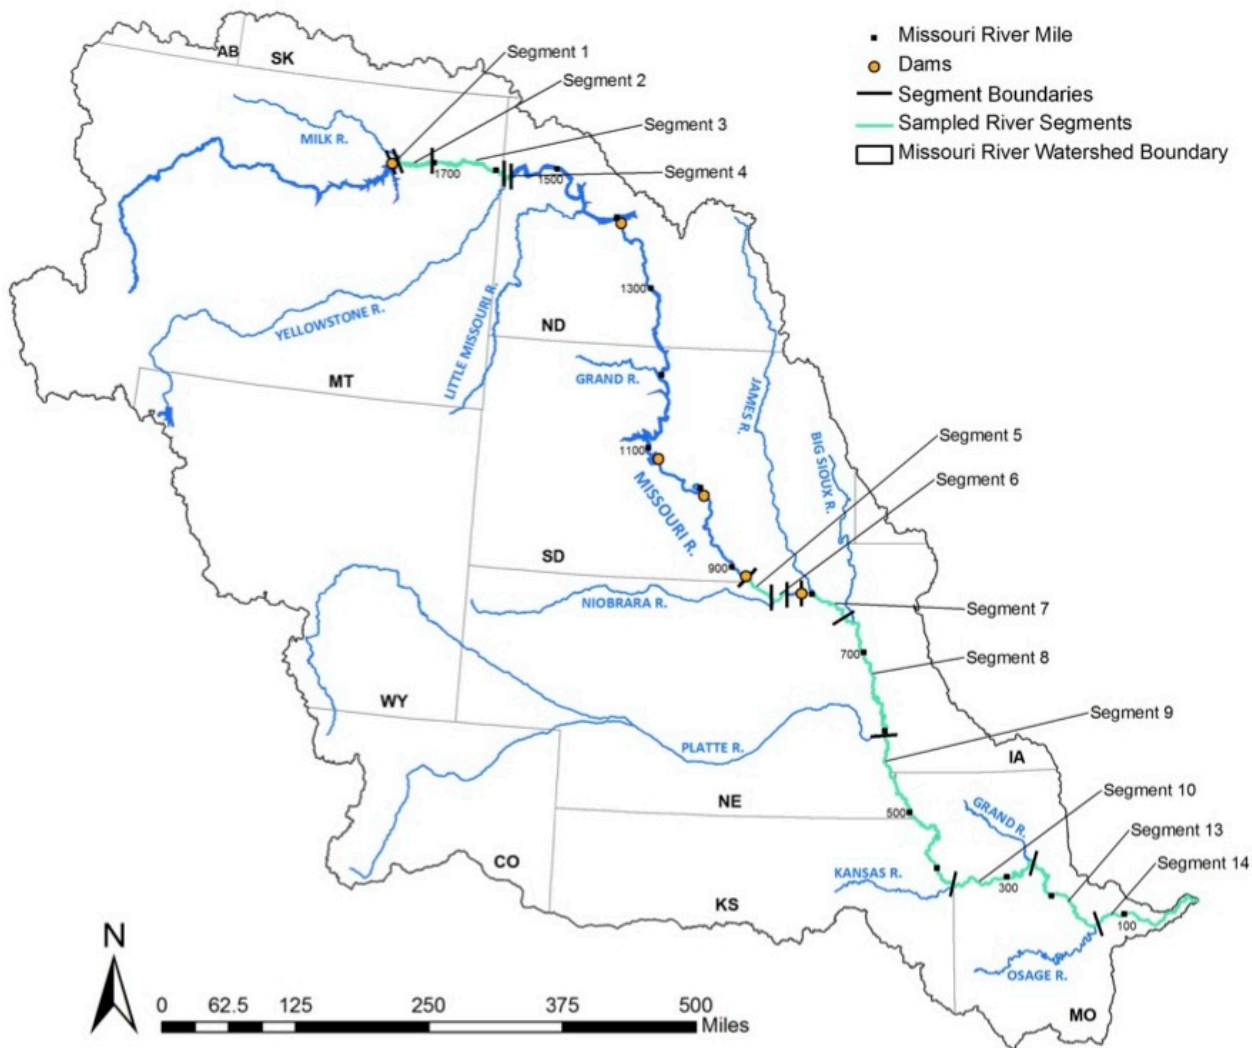 Missouri River Mile
Dams
Segment Boundaries
Sampled River Segments
Missouri River Watershed Boundary
AB
SK
Segment 1
Segment 2
MILK R.
Segment 3
Segment 4
1700
1500
1300
YELLOWSTONE R.
LITTLE MISSOURI R.
ND
MT
GRAND R.
JAMES R.
1100
BIG SIOUX R.
Segment 5
Segment 6
MISSOURI R.
SD
900
NIOBRARA R.
Segment 7
700
Segment 8
WY
Segment 9
PLATTE R.
IA
NE
Segment 10
500
GRAND R.
Segment 13
CO
Segment 14
KANSAS R.
300
KS
100
OSAGE R.
MO
N
0 62.5 125 250 375 500
Miles